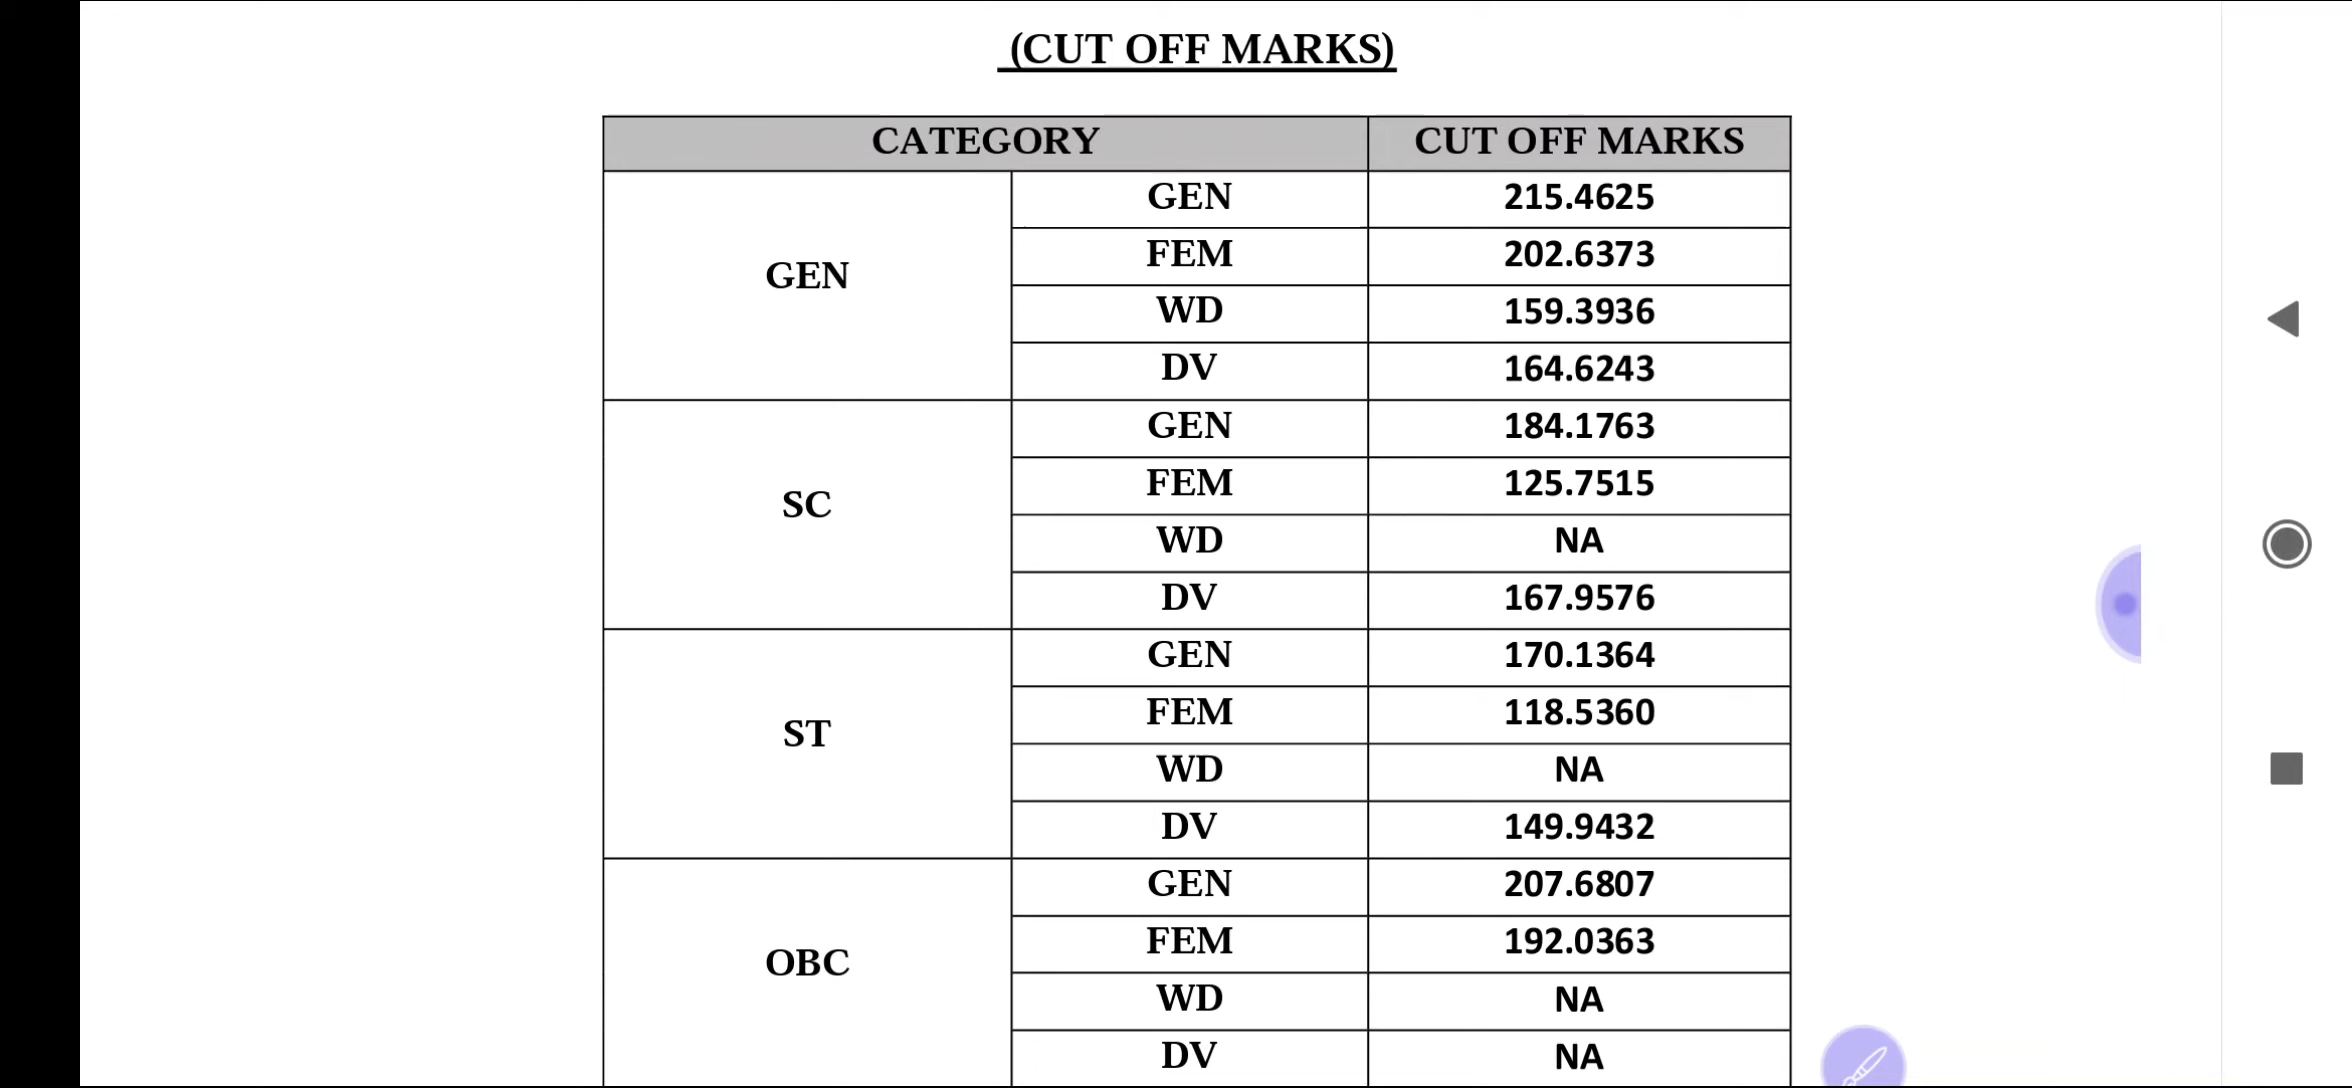 (CUT OFF MARKS)
CATEGORY CUT OFF MARKS
GEN GEN 215.4625
FEM 202.6373
WD 159.3936
DV 164.6243
SC GEN 184.1763
FEM 125.7515
WD NA
DV 167.9576
ST GEN 170.1364
FEM 118.5360
WD NA
DV 149.9432
OBC GEN 207.6807
FEM 192.0363
WD NA
DV NA